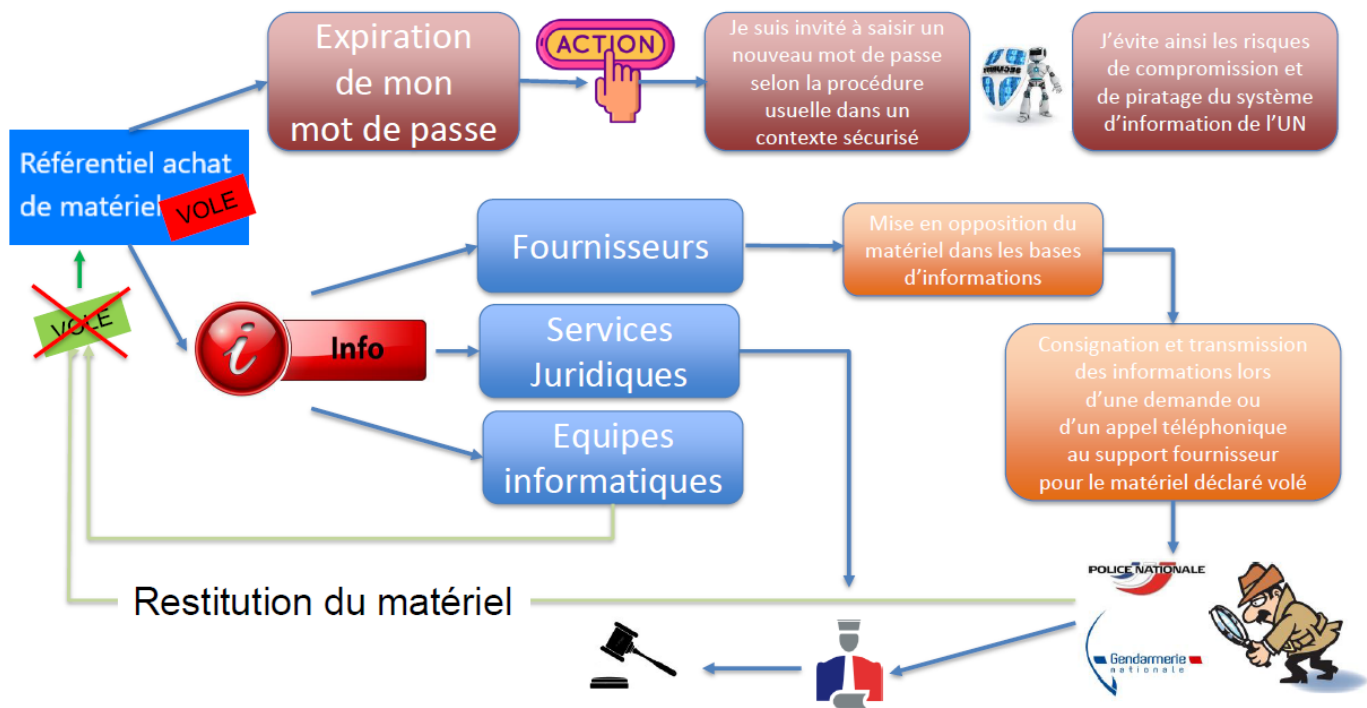 Expiration
de mon
mot de passe
ACTION
Je suis invité à saisir un
nouveau mot de passe
selon la procédure
usuelle dans un
contexte sécurisé
J'évite ainsi les risques
de compromission et
de piratage du système
d'information de l'UN
Référentiel achat
de matériel
VOLE
VOLE
i
Info
Fournisseurs
Services
Juridiques
Equipes
informatiques
Mise en opposition du
matériel dans les bases
d'informations
Consignation et transmission
des informations lors
d'une demande ou
d'un appel téléphonique
au support fournisseur
pour le matériel déclaré volé
POLICE NATIONALE
Gendarmerie
nationale
Restitution du matériel